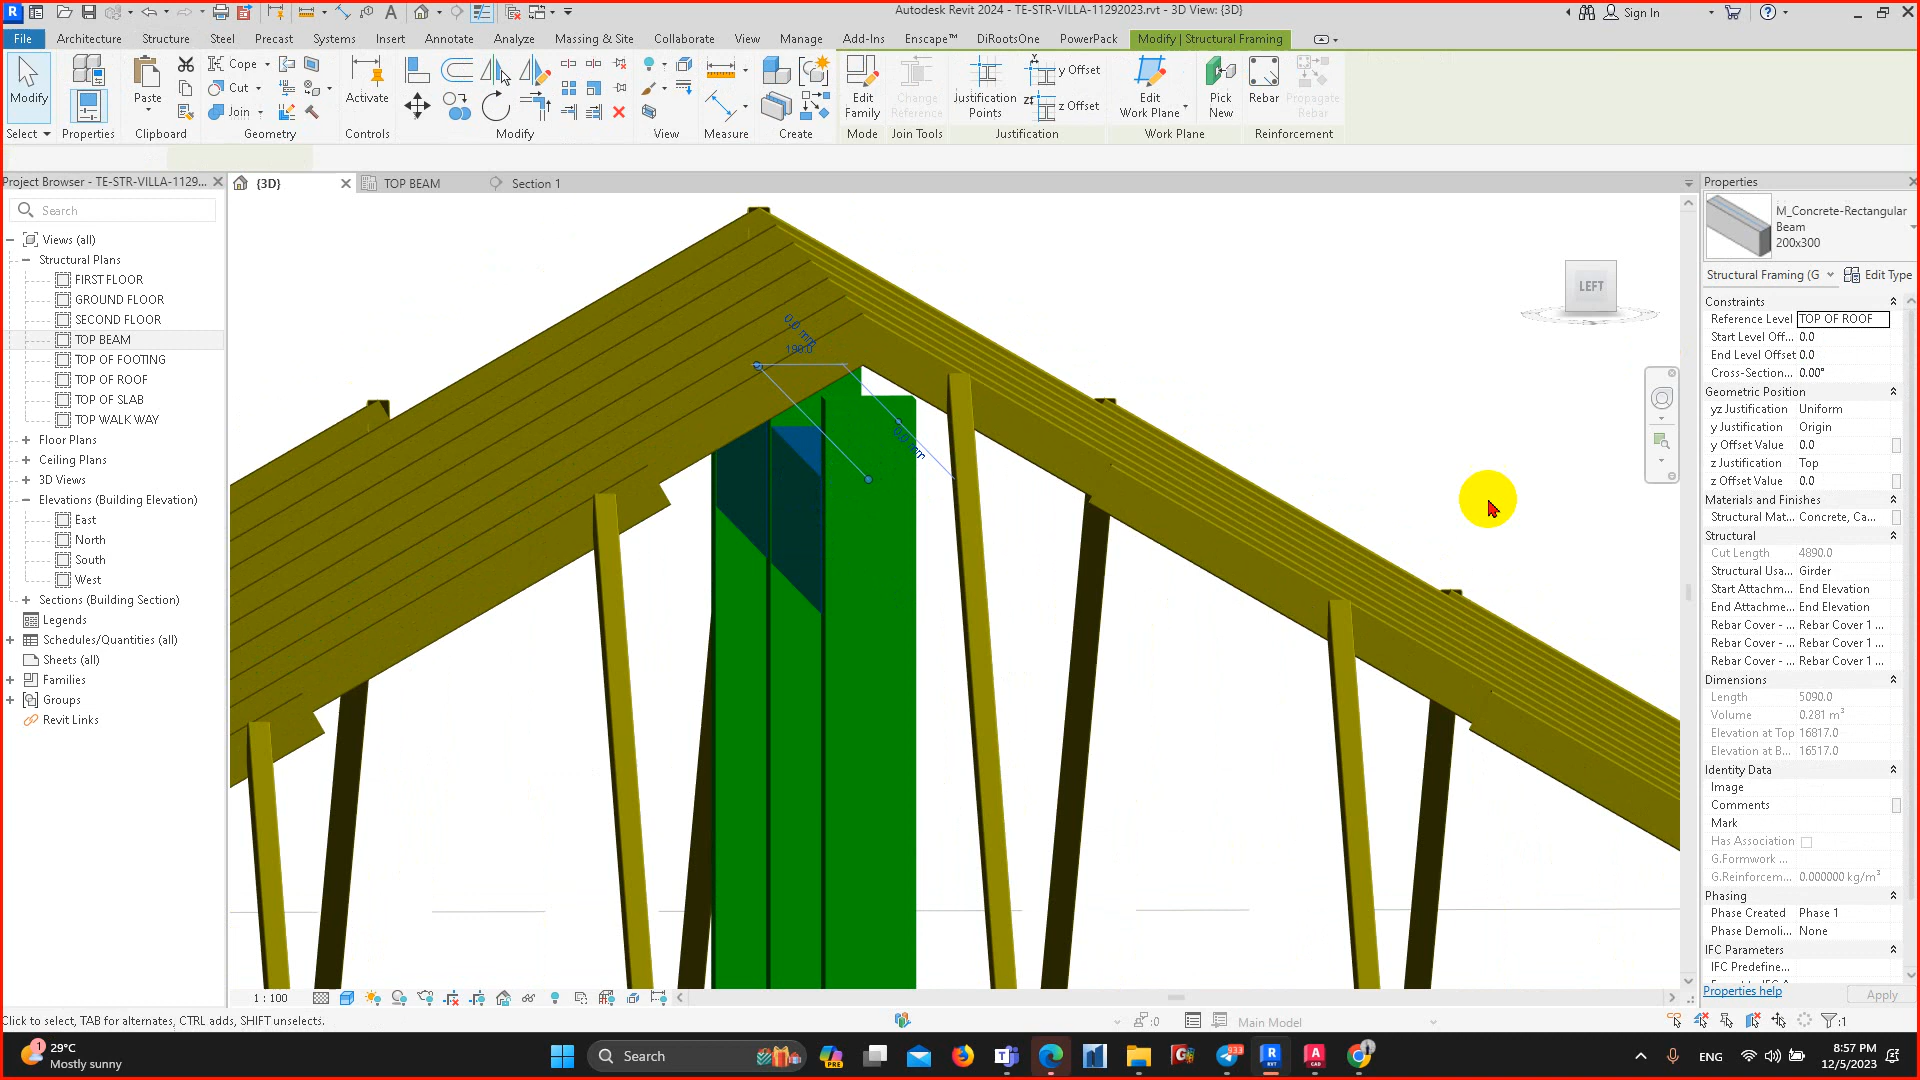 Autodesk Revit 2024 - TE-STR-VILLA-11292023.rvt - 3D View: {3D}
Sign In
File Architecture Structure Steel Precast Systems Insert Annotate Analyze Massing & Site Collaborate View Manage Add-Ins Enscape™ DiRootsOne PowerPack Modify | Structural Framing
Modify
Paste
Cope
Cut
Join
Activate
Edit Family
Change Reference
Justification Points
y Offset
z Offset
Edit Work Plane
Pick New
Rebar
Propagate Rebar
Select Properties Clipboard Geometry Controls Modify View Measure Create Mode Join Tools Justification Work Plane Reinforcement
Project Browser - TE-STR-VILLA-1129...
Search
Views (all)
Structural Plans
FIRST FLOOR
GROUND FLOOR
SECOND FLOOR
TOP BEAM
TOP OF FOOTING
TOP OF ROOF
TOP OF SLAB
TOP WALK WAY
Floor Plans
Ceiling Plans
3D Views
Elevations (Building Elevation)
East
North
South
West
Sections (Building Section)
Legends
Schedules/Quantities (all)
Sheets (all)
Families
Groups
Revit Links
{3D} TOP BEAM Section 1
0.0 mm
190.0
0.0 mm
LEFT
Properties
M_Concrete-Rectangular
Beam
200x300
Structural Framing (G Edit Type
Constraints
Reference Level TOP OF ROOF
Start Level Off... 0.0
End Level Offset 0.0
Cross-Section... 0.00°
Geometric Position
yz Justification Uniform
y Justification Origin
y Offset Value 0.0
z Justification Top
z Offset Value 0.0
Materials and Finishes
Structural Mat... Concrete, Ca...
Structural
Cut Length 4890.0
Structural Usa... Girder
Start Attachm... End Elevation
End Attachme... End Elevation
Rebar Cover - ... Rebar Cover 1 ...
Rebar Cover - ... Rebar Cover 1 ...
Rebar Cover - ... Rebar Cover 1 ...
Dimensions
Length 5090.0
Volume 0.281 m³
Elevation at Top 16817.0
Elevation at B... 16517.0
Identity Data
Image
Comments
Mark
Has Association
G.Formwork ...
G.Reinforcem... 0.000000 kg/m³
Phasing
Phase Created Phase 1
Phase Demoli... None
IFC Parameters
IFC Predefine...
Properties help Apply
1 : 100
Click to select, TAB for alternates, CTRL adds, SHIFT unselects.
:0
Main Model
:1
29°C
Mostly sunny
Search
ENG
8:57 PM
12/5/2023